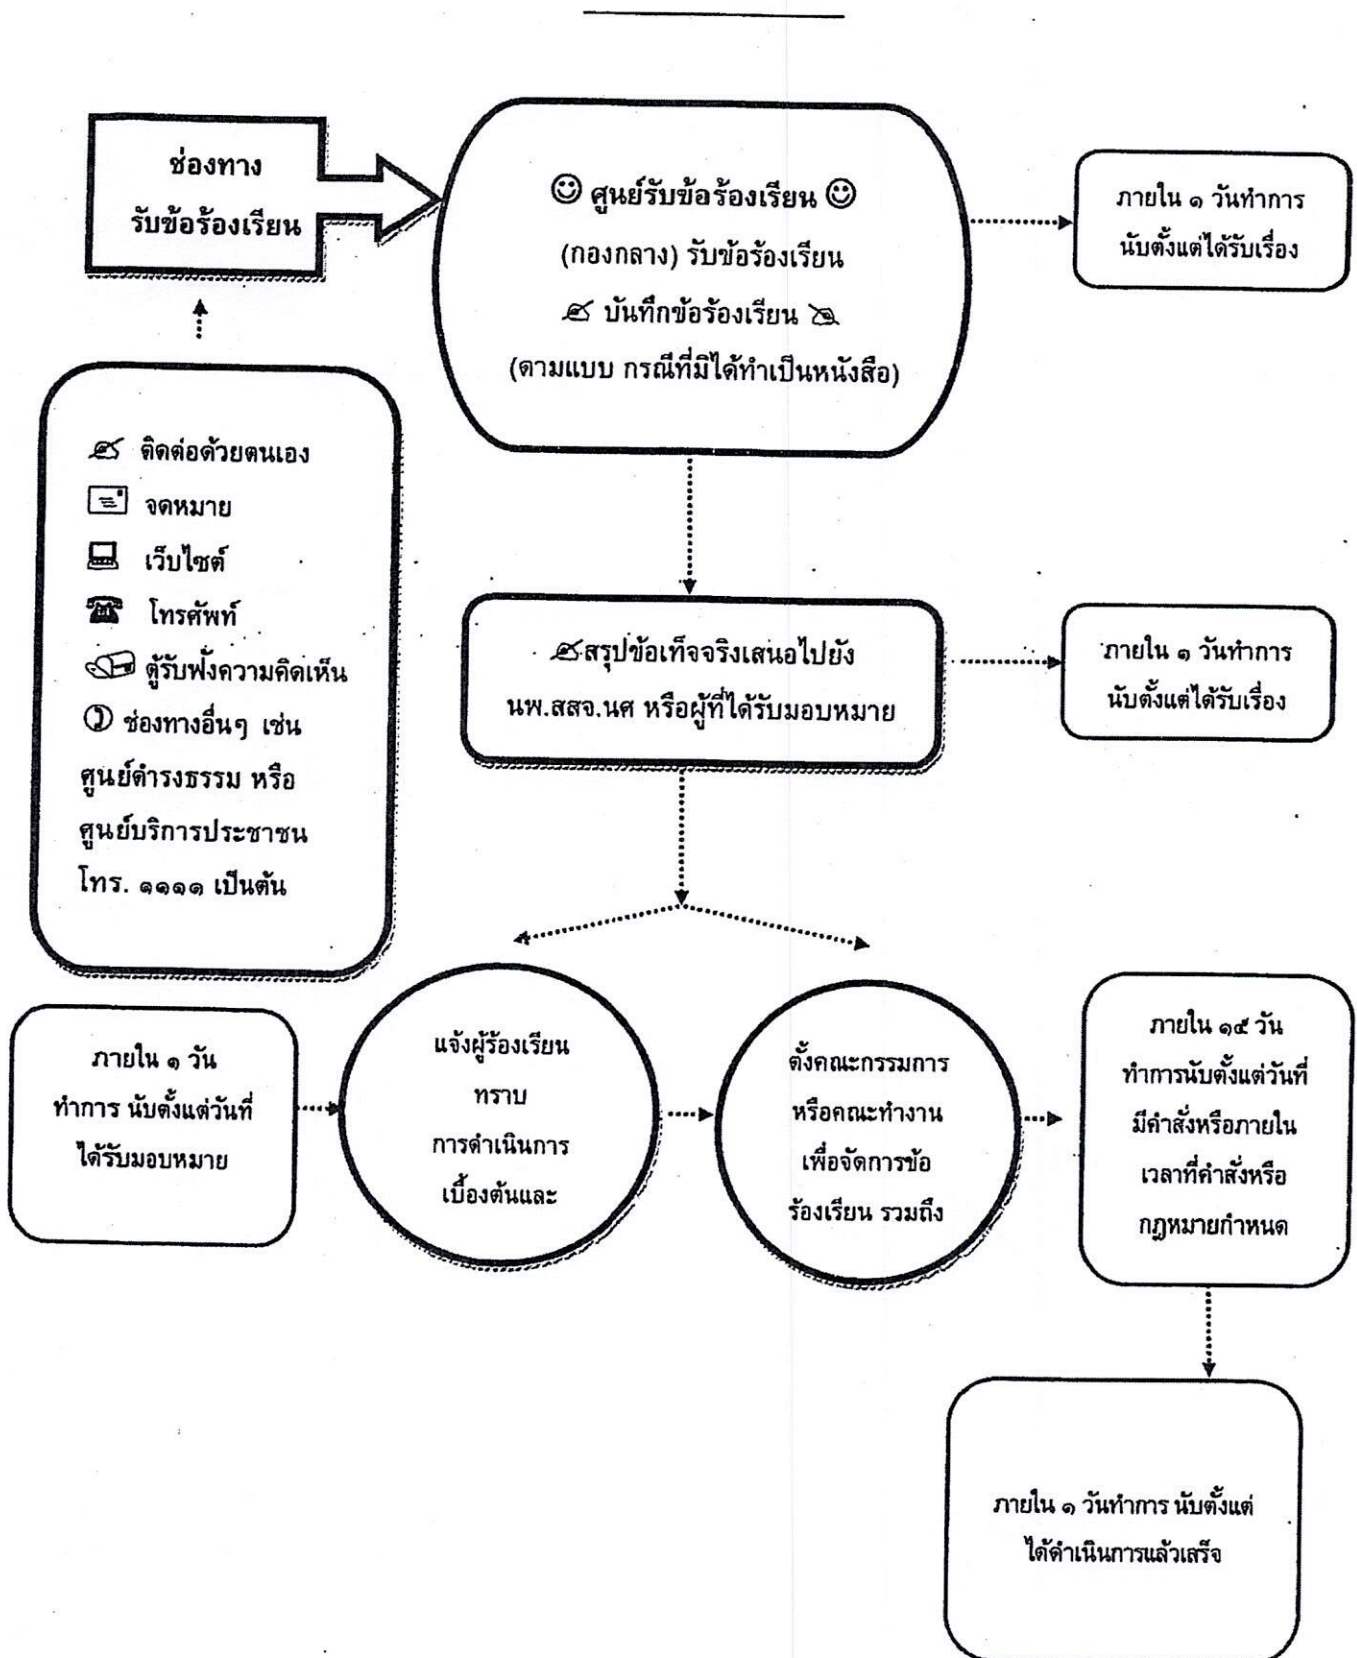 ช่องทาง
รับข้อร้องเรียน
ศูนย์รับข้อร้องเรียน
(กองกลาง) รับข้อร้องเรียน
บันทึกข้อร้องเรียน
(ตามแบบ กรณีที่มิได้ทำเป็นหนังสือ)
ภายใน ๑ วันทำการ
นับตั้งแต่ได้รับเรื่อง
ติดต่อด้วยตนเอง
จดหมาย
เว็บไซต์
โทรศัพท์
ตู้รับฟังความคิดเห็น
ช่องทางอื่นๆ เช่น
ศูนย์ดำรงธรรม หรือ
ศูนย์บริการประชาชน
โทร. ๑๑๑๑ เป็นต้น
สรุปข้อเท็จจริงเสนอไปยัง
นพ.สสจ.นศ หรือผู้ที่ได้รับมอบหมาย
ภายใน ๑ วันทำการ
นับตั้งแต่ได้รับเรื่อง
ภายใน ๑ วัน
ทำการ นับตั้งแต่วันที่
ได้รับมอบหมาย
แจ้งผู้ร้องเรียน
ทราบ
การดำเนินการ
เบื้องต้นและ
ตั้งคณะกรรมการ
หรือคณะทำงาน
เพื่อจัดการข้อ
ร้องเรียน รวมถึง
ภายใน ๑๕ วัน
ทำการนับตั้งแต่วันที่
มีคำสั่งหรือภายใน
เวลาที่คำสั่งหรือ
กฎหมายกำหนด
ภายใน ๑ วันทำการ นับตั้งแต่
ได้ดำเนินการแล้วเสร็จ